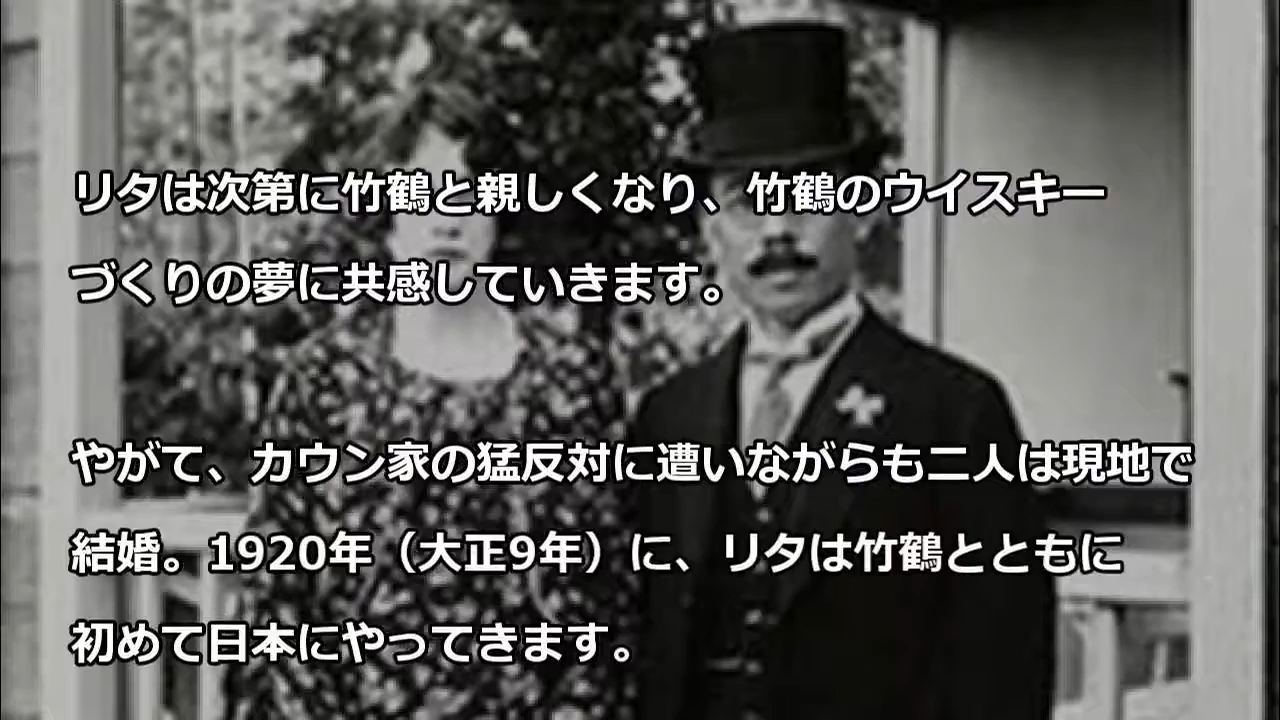 リタは次第に竹鶴と親しくなり、竹鶴のウイスキー
づくりの夢に共感していきます。
やがて、カウン家の猛反対に遭いながらも二人は現地で
結婚。1920年（大正9年）に、リタは竹鶴とともに
初めて日本にやってきます。